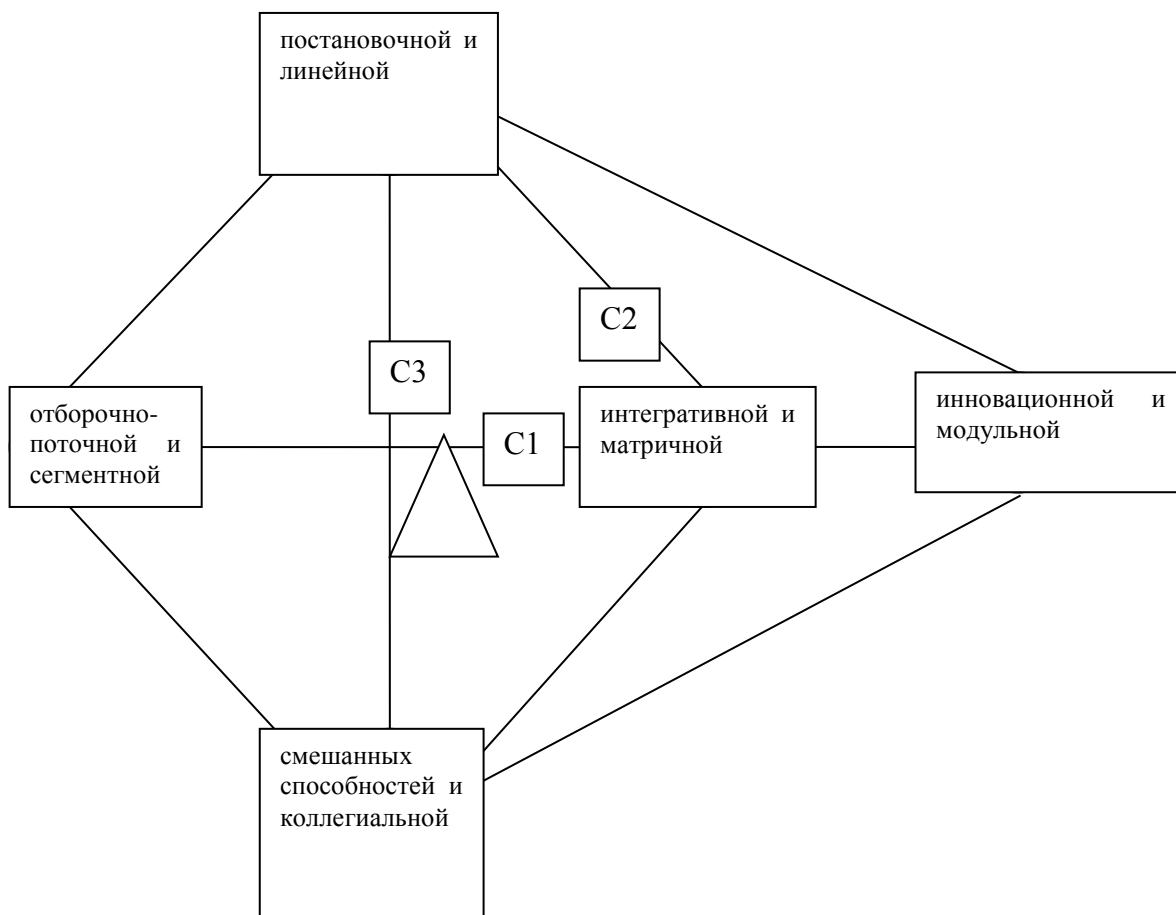 постановочной и
линейной
С2
С3
отборочно-
поточной и
сегментной
С1
интегративной и
матричной
инновационной и
модульной
смешанных
способностей и
коллегиальной